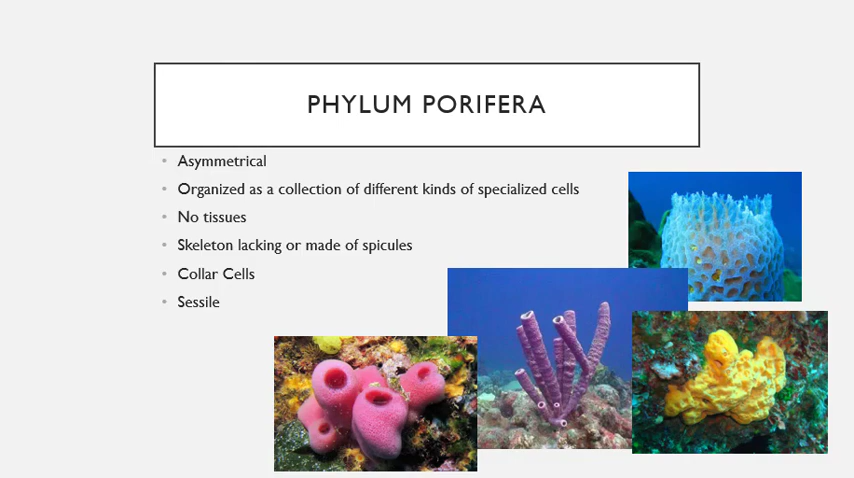 PHYLUM PORIFERA
Asymmetrical
Organized as a collection of different kinds of specialized cells
No tissues
Skeleton lacking or made of spicules
Collar Cells
Sessile